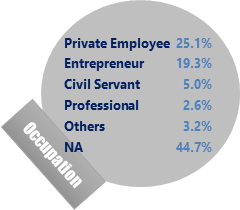 Private Employee 25.1%
Entrepreneur 19.3%
Civil Servant 5.0%
Professional 2.6%
Others 3.2%
NA 44.7%
Occupation